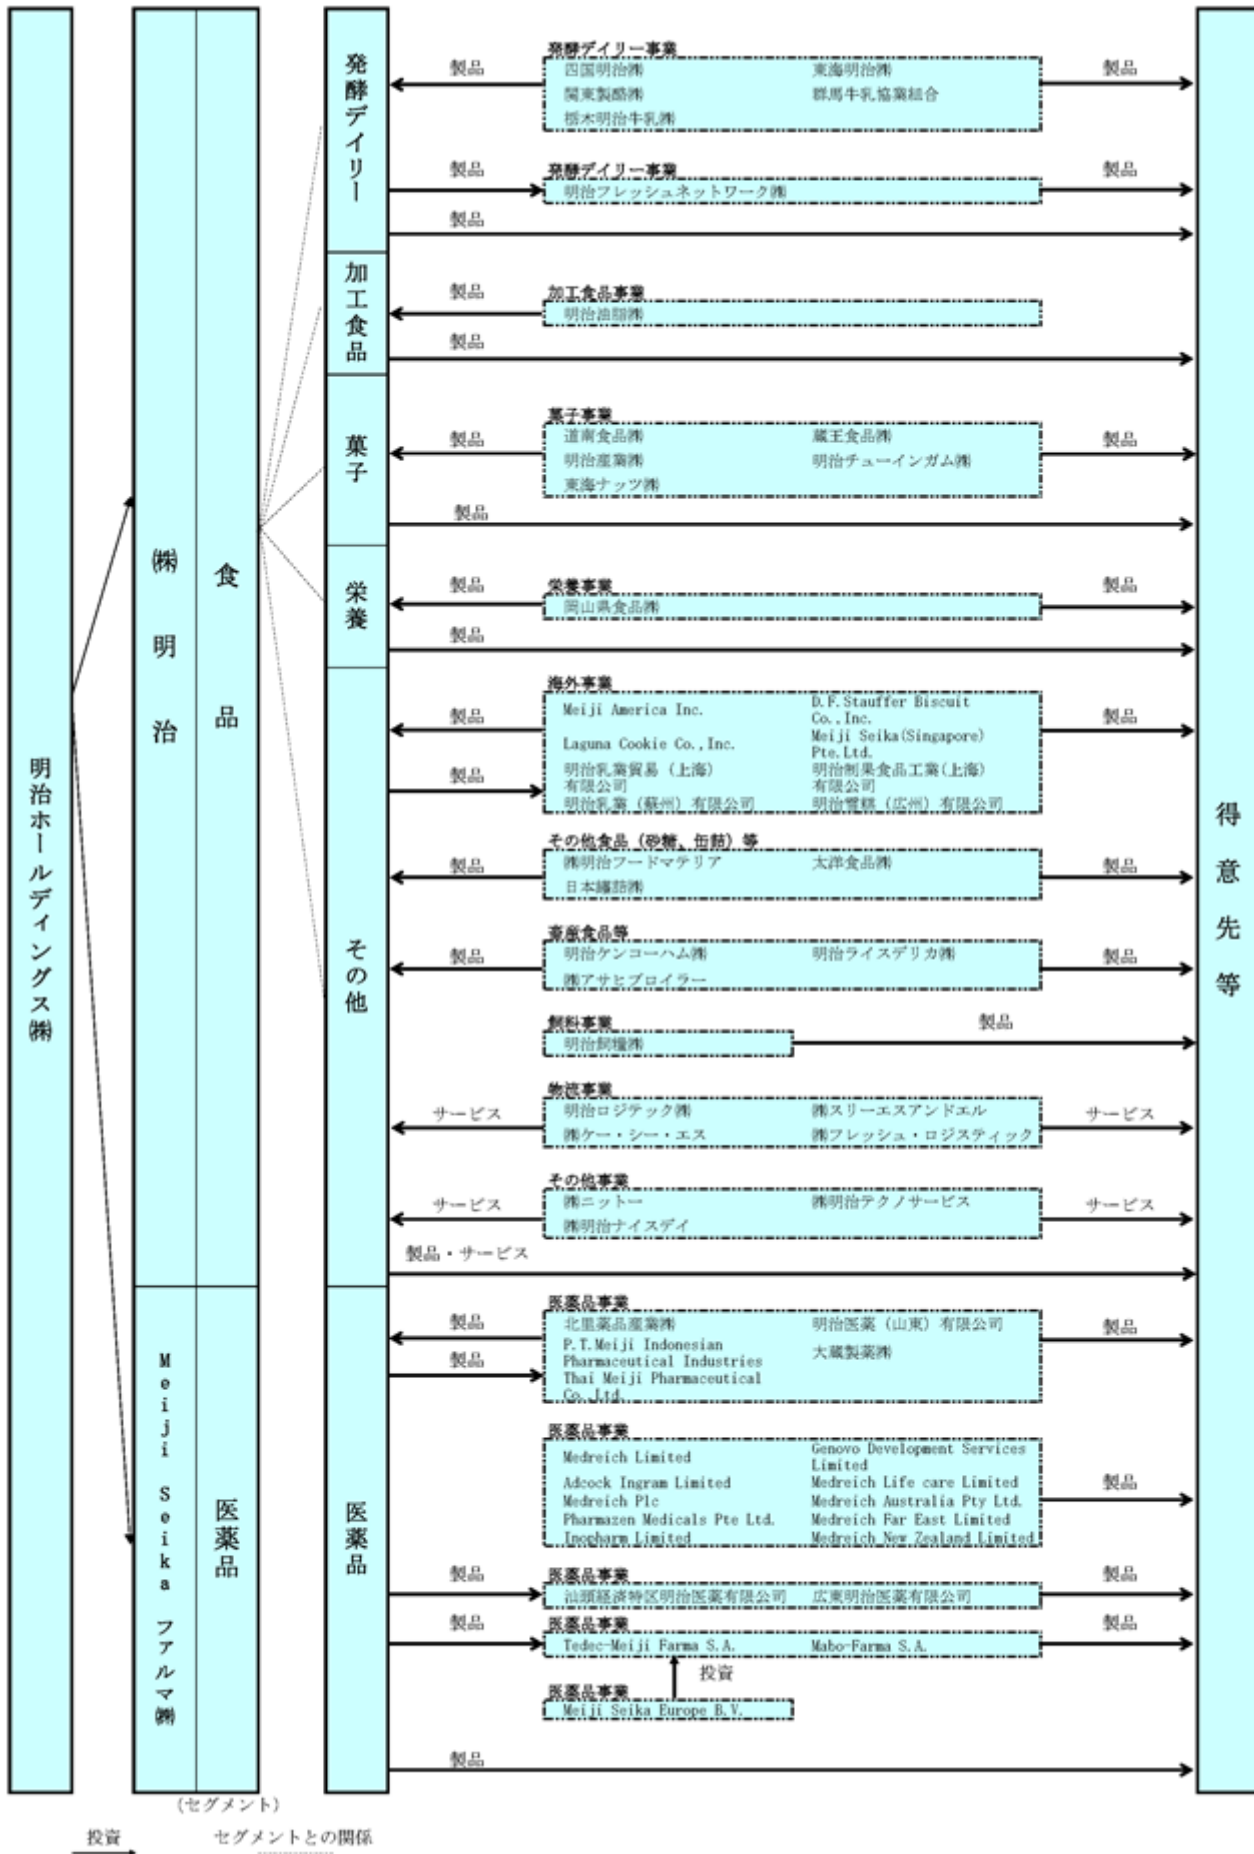 明治ホールディングス㈱
㈱明治
食品
Meiji Seika ファルマ㈱
医薬品
発酵デイリー
加工食品
菓子
栄養
その他
医薬品
得意先等
発酵デイリー事業
製品
四国明治㈱
東海明治㈱
製品
関東製酪㈱
群馬牛乳協業組合
栃木明治牛乳㈱
発酵デイリー事業
製品
明治フレッシュネットワーク㈱
製品
製品
加工食品事業
製品
明治油脂㈱
製品
菓子事業
製品
道南食品㈱
蔵王食品㈱
製品
明治産業㈱
明治チューインガム㈱
東海ナッツ㈱
製品
栄養事業
製品
岡山県食品㈱
製品
製品
海外事業
製品
Meiji America Inc.
D.F.Stauffer Biscuit
Co.,Inc.
製品
Laguna Cookie Co.,Inc.
Meiji Seika(Singapore)
Pte.Ltd.
製品
明治乳業貿易（上海）
有限公司
明治制果食品工業(上海)
有限公司
明治乳業（蘇州）有限公司
明治雪糕（広州）有限公司
その他食品（砂糖、缶詰）等
製品
㈱明治フードマテリア
太洋食品㈱
製品
日本罐詰㈱
畜産食品等
製品
明治ケンコーハム㈱
明治ライスデリカ㈱
製品
㈱アサヒブロイラー
飼料事業
製品
明治飼糧㈱
物流事業
サービス
明治ロジテック㈱
㈱スリーエスアンドエル
サービス
㈱ケー・シー・エス
㈱フレッシュ・ロジスティック
その他事業
サービス
㈱ニットー
㈱明治テクノサービス
サービス
㈱明治ナイスデイ
製品・サービス
医薬品事業
製品
北里薬品産業㈱
明治医薬（山東）有限公司
製品
P.T.Meiji Indonesian
Pharmaceutical Industries
大蔵製薬㈱
製品
Thai Meiji Pharmaceutical
Co.,Ltd.
医薬品事業
Medreich Limited
Genovo Development Services
Limited
Adcock Ingram Limited
Medreich Life care Limited
製品
Medreich Plc
Medreich Australia Pty Ltd.
Pharmazen Medicals Pte Ltd.
Medreich Far East Limited
Inopharm Limited
Medreich New Zealand Limited
医薬品事業
製品
汕頭経済特区明治医薬有限公司
広東明治医薬有限公司
製品
医薬品事業
製品
Tedec-Meiji Farma S.A.
Mabo-Farma S.A.
製品
投資
医薬品事業
Meiji Seika Europe B.V.
製品
(セグメント)
投資
セグメントとの関係